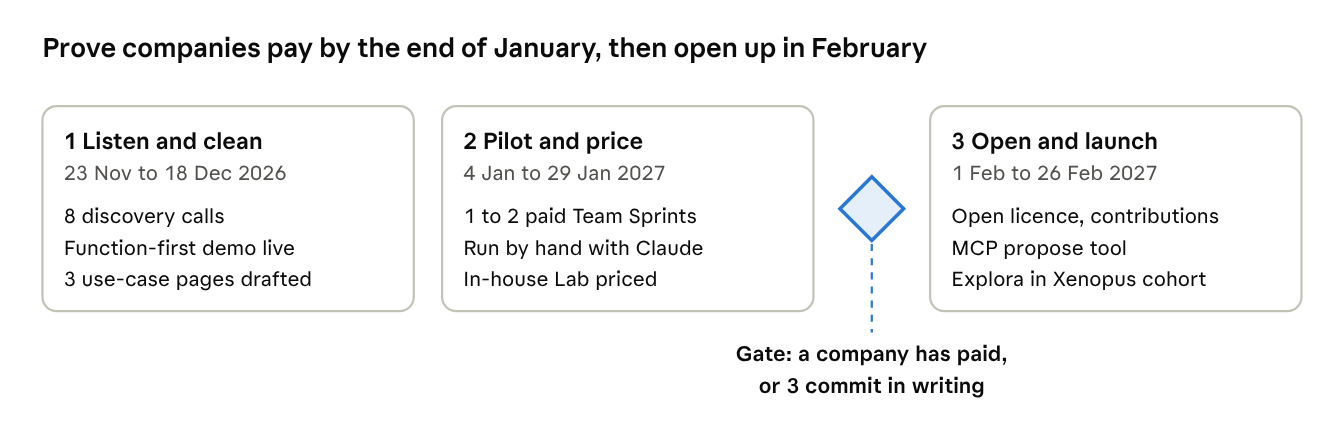 Prove companies pay by the end of January, then open up in February
1 Listen and clean
23 Nov to 18 Dec 2026
8 discovery calls
Function-first demo live
3 use-case pages drafted
2 Pilot and price
4 Jan to 29 Jan 2027
1 to 2 paid Team Sprints
Run by hand with Claude
In-house Lab priced
Gate: a company has paid,
or 3 commit in writing
3 Open and launch
1 Feb to 26 Feb 2027
Open licence, contributions
MCP propose tool
Explora in Xenopus cohort